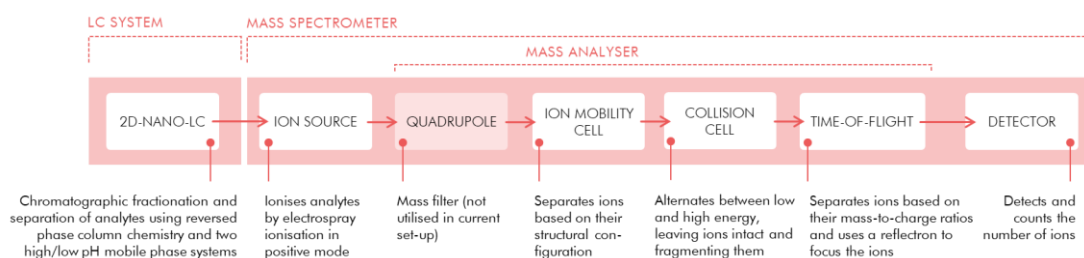 LC SYSTEM
MASS SPECTROMETER
MASS ANALYSER
2D-NANO-LC
ION SOURCE
QUADRUPOLE
ION MOBILITY
CELL
COLLISION
CELL
TIME-OF-FLIGHT
DETECTOR
Chromatographic fractionation and
separation of analytes using reversed
phase column chemistry and two
high/low pH mobile phase systems
Ionises analytes
by electrospray
ionisation in
positive mode
Mass filter (not
utilised in current
set-up)
Separates ions
based on their
structural con-
figuration
Alternates between low
and high energy,
leaving ions intact and
fragmenting them
Separates ions based on
their mass-to-charge ratios
and uses a reflectron to
focus the ions
Detects and
counts the
number of ions